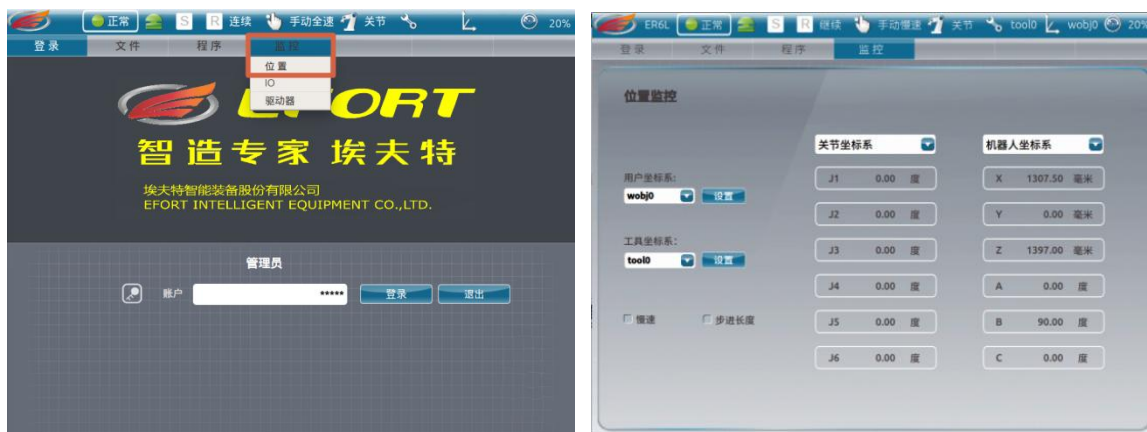 正常 S R 连续 手动全速 关节 20%
登录 文件 程序 监控
位置
IO
驱动器
EFORT
智造专家 埃夫特
埃夫特智能装备股份有限公司
EFORT INTELLIGENT EQUIPMENT CO.,LTD.
管理员
账户 ***** 登录 退出
ER6L 正常 S R 继续 手动慢速 关节 tool0 wobj0 20%
登录 文件 程序 监控
位置监控
关节坐标系 机器人坐标系
用户坐标系:
wobj0 设置
工具坐标系:
tool0 设置
慢速 步进长度
J1 0.00 度
J2 0.00 度
J3 0.00 度
J4 0.00 度
J5 0.00 度
J6 0.00 度
X 1307.50 毫米
Y 0.00 毫米
Z 1397.00 毫米
A 0.00 度
B 90.00 度
C 0.00 度